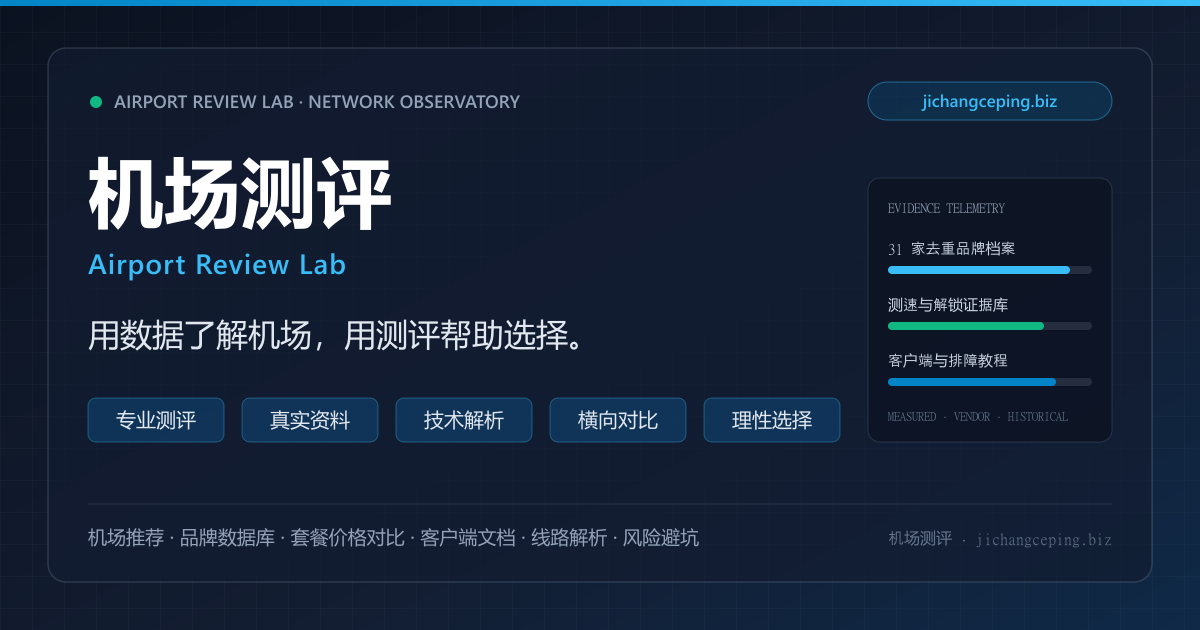 AIRPORT REVIEW LAB · NETWORK OBSERVATORY
jichangceping.biz
机场测评
Airport Review Lab
用数据了解机场，用测评帮助选择。
专业测评
真实资料
技术解析
横向对比
理性选择
EVIDENCE TELEMETRY
31 家去重品牌档案
测速与解锁证据库
客户端与排障教程
MEASURED · VENDOR · HISTORICAL
机场推荐 · 品牌数据库 · 套餐价格对比 · 客户端文档 · 线路解析 · 风险避坑
机场测评 · jichangceping.biz